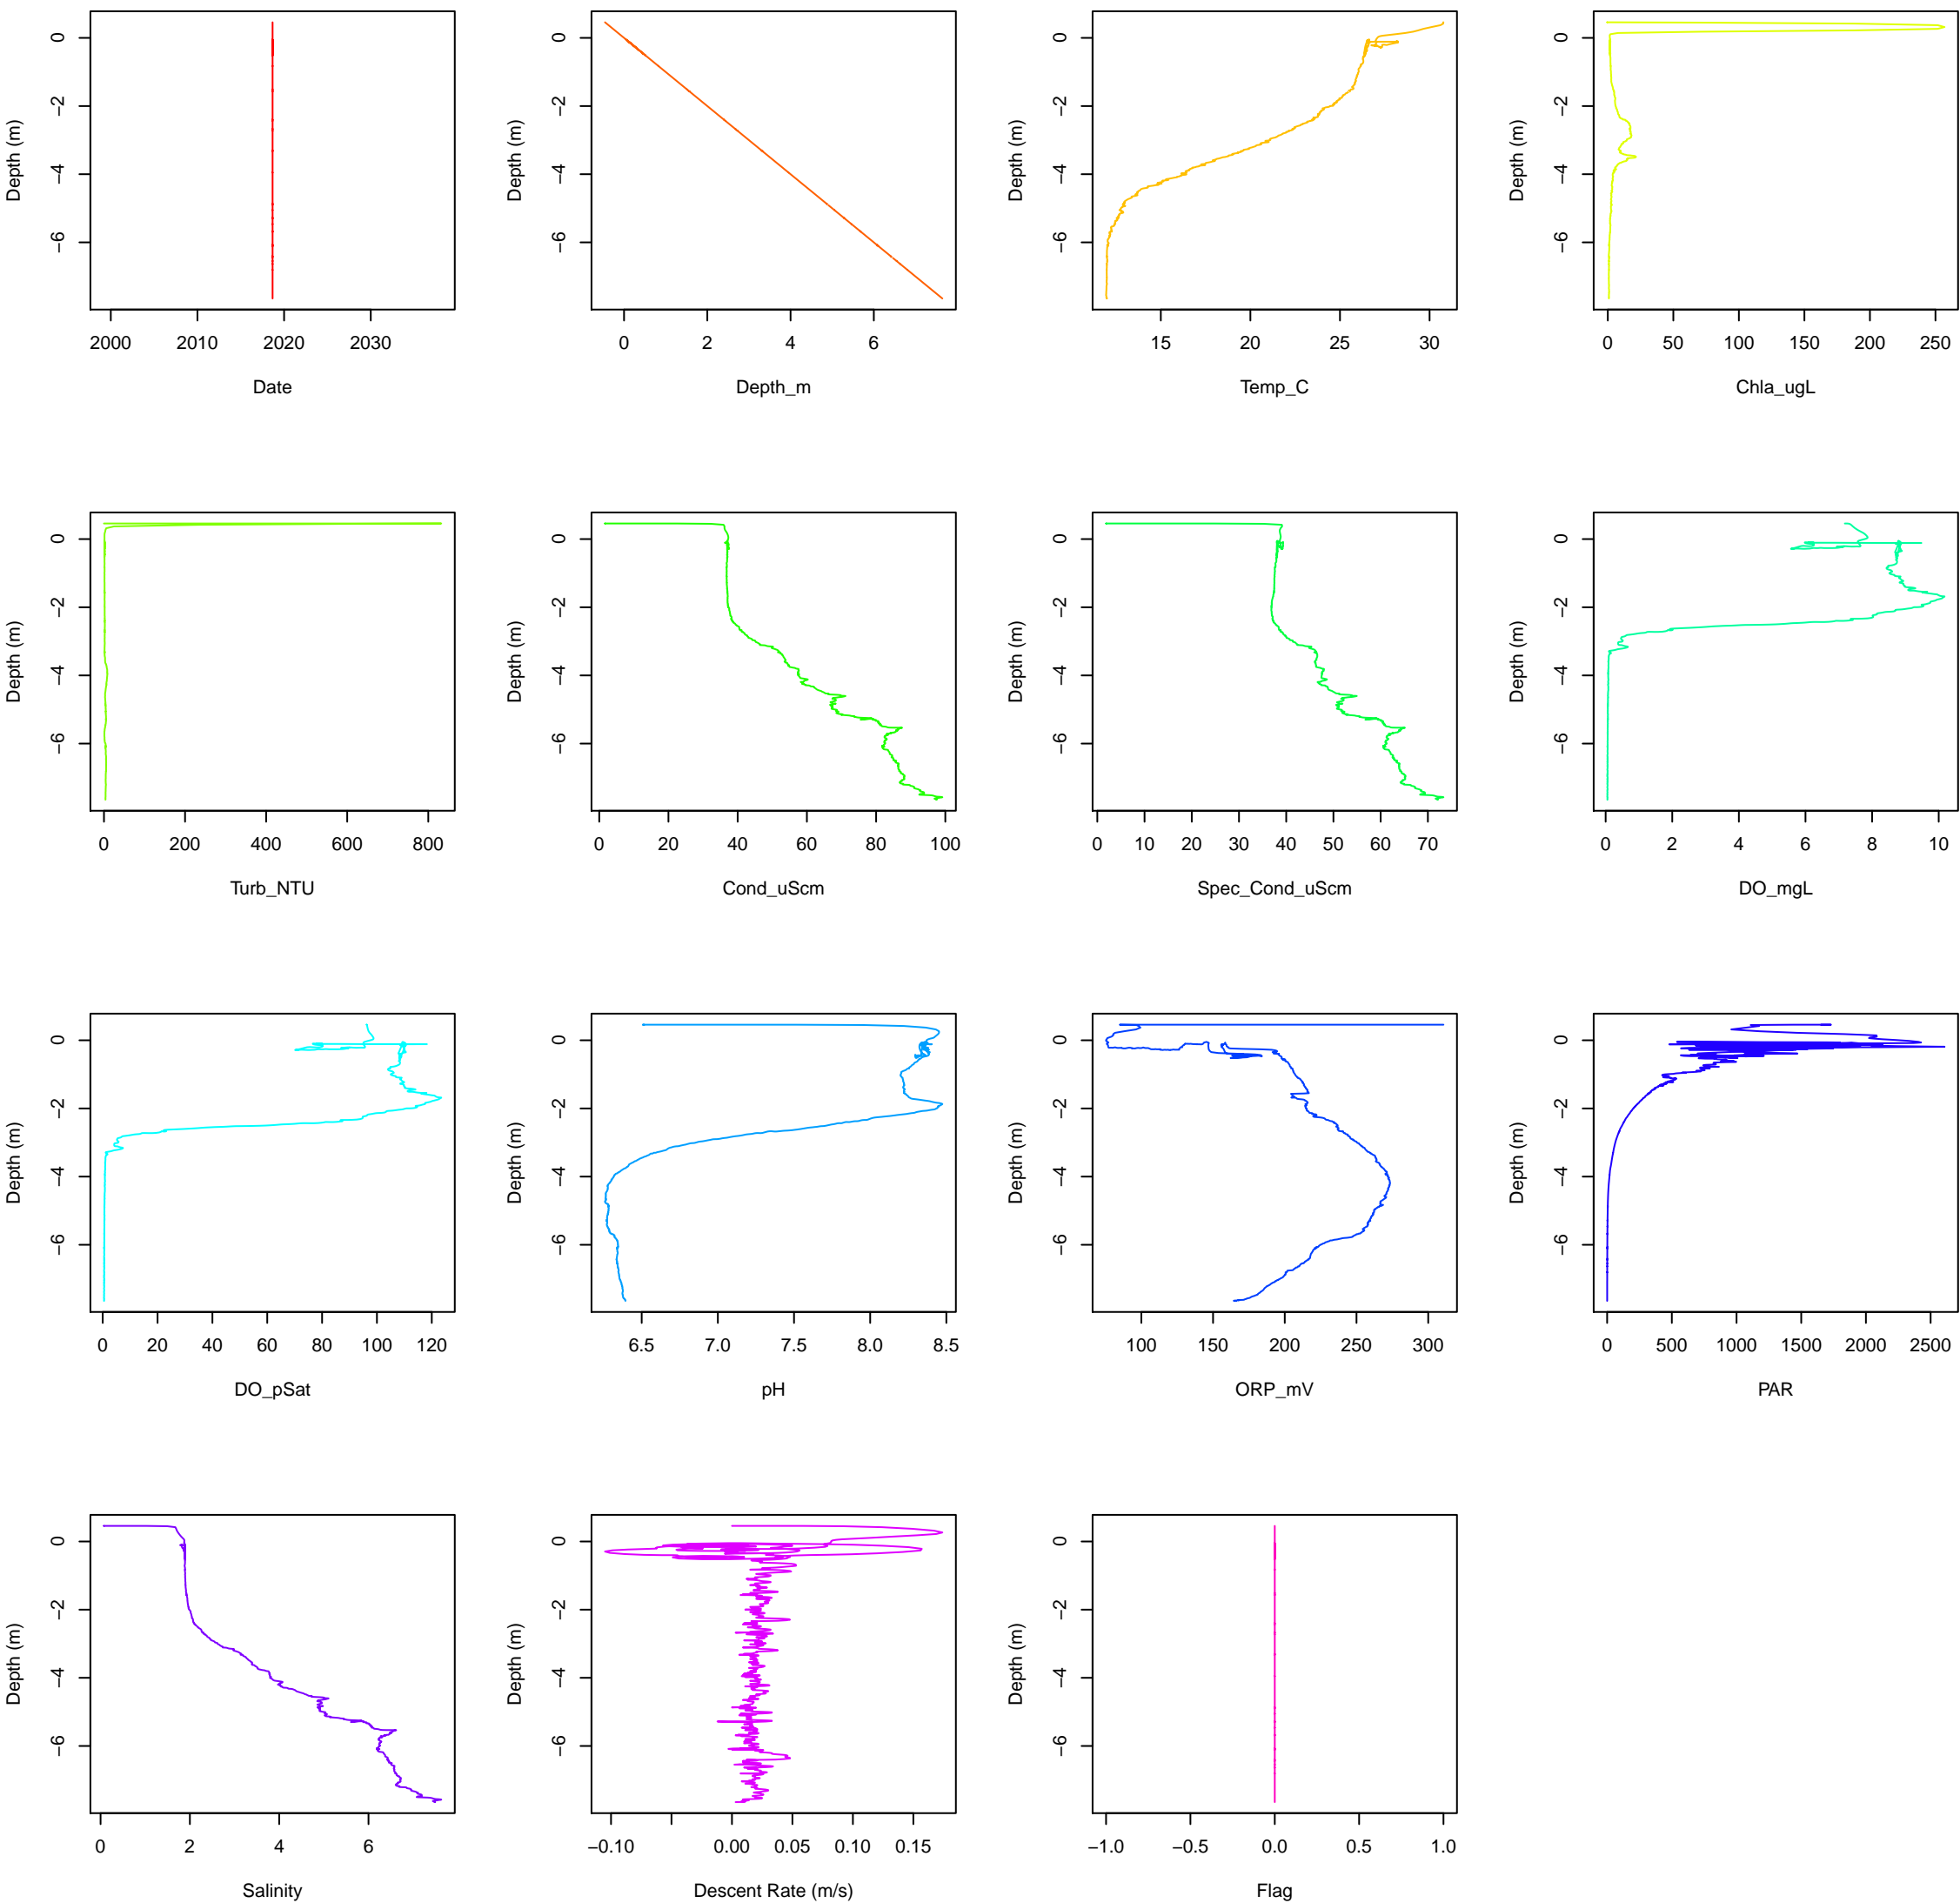 0 0 0 0
−2 −2 −2 −2
Depth (m) Depth (m) Depth (m) Depth (m)
−4 −4 −4 −4
−6 −6 −6 −6
2000 2010 2020 2030 0 2 4 6 15 20 25 30 0 50 100 150 200 250
Date Depth_m Temp_C Chla_ugL
0 0 0 0
−2 −2 −2 −2
Depth (m) Depth (m) Depth (m) Depth (m)
−4 −4 −4 −4
−6 −6 −6 −6
0 200 400 600 800 0 20 40 60 80 100 0 10 20 30 40 50 60 70 0 2 4 6 8 10
Turb_NTU Cond_uScm Spec_Cond_uScm DO_mgL
0 0 0 0
−2 −2 −2 −2
Depth (m) Depth (m) Depth (m) Depth (m)
−4 −4 −4 −4
−6 −6 −6 −6
0 20 40 60 80 100 120 6.5 7.0 7.5 8.0 8.5 100 150 200 250 300 0 500 1000 1500 2000 2500
DO_pSat pH ORP_mV PAR
0 0 0
−2 −2 −2
Depth (m) Depth (m) Depth (m)
−4 −4 −4
−6 −6 −6
0 2 4 6 −0.10 0.00 0.05 0.10 0.15 −1.0 −0.5 0.0 0.5 1.0
Salinity Descent Rate (m/s) Flag